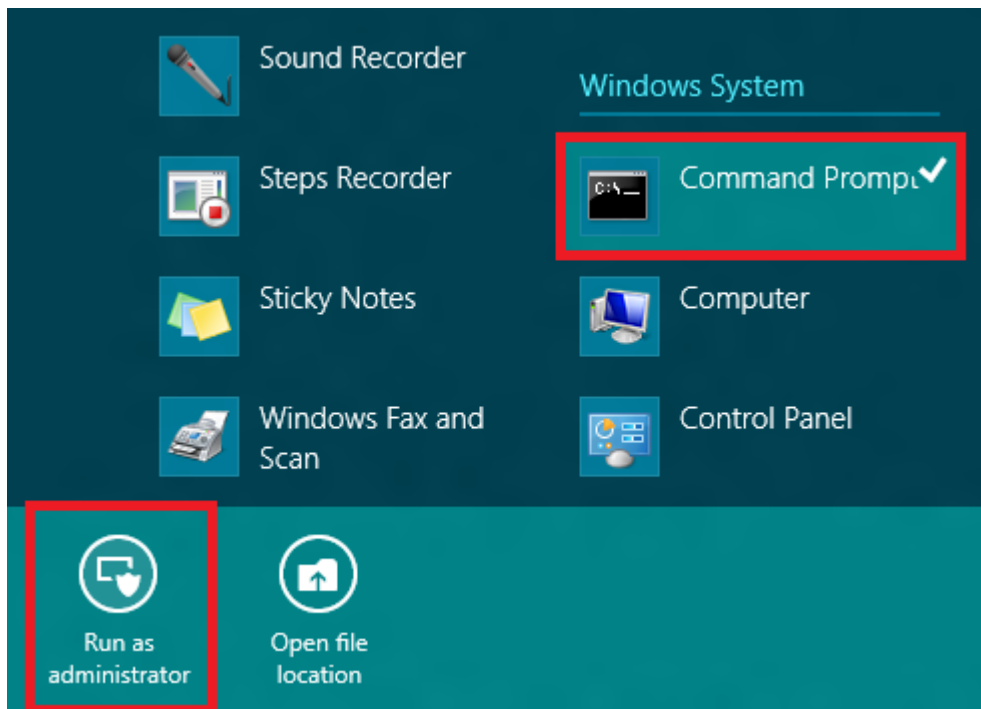 Sound Recorder
Steps Recorder
Sticky Notes
Windows Fax and
Scan
Windows System
C:\_
Command Prompt
Computer
Control Panel
Run as
administrator
Open file
location